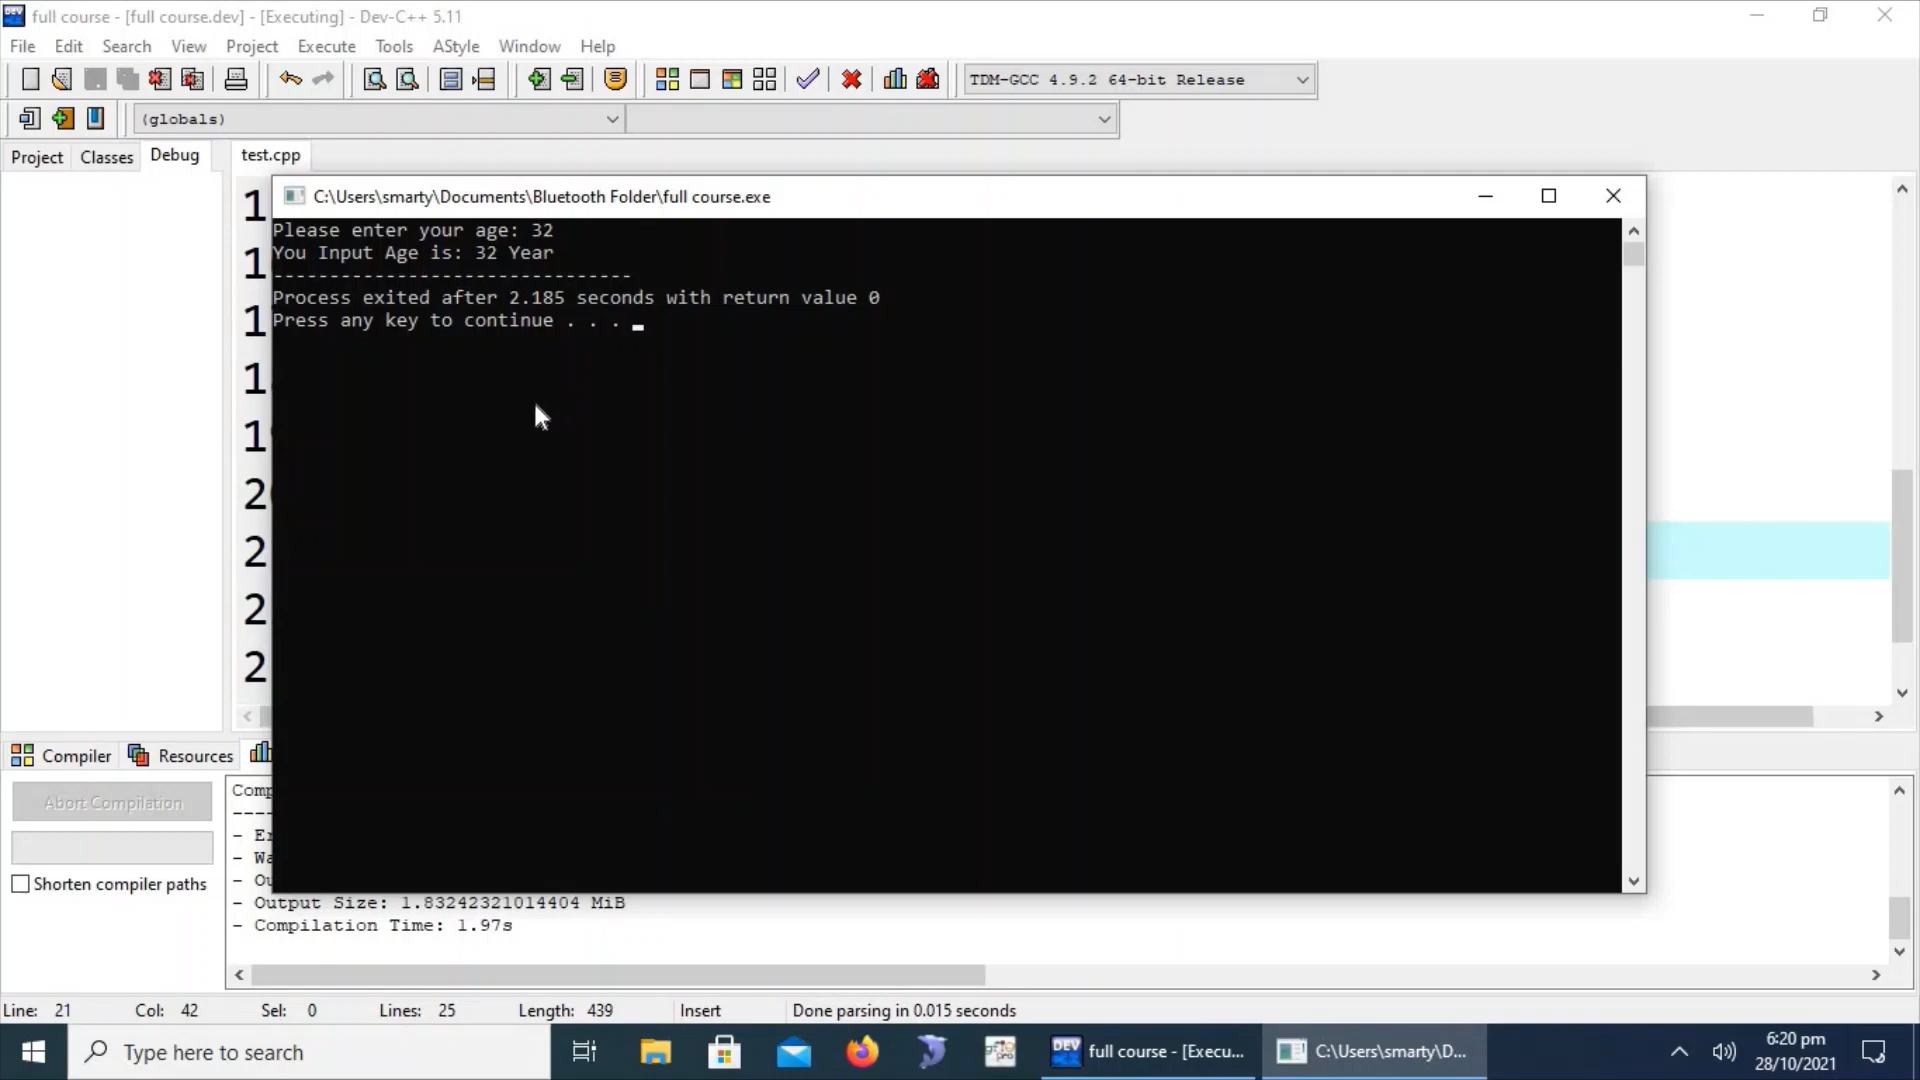 full course - [full course.dev] - [Executing] - Dev-C++ 5.11
File Edit Search View Project Execute Tools AStyle Window Help
TDM-GCC 4.9.2 64-bit Release
(globals)
Project Classes Debug test.cpp
C:\Users\smarty\Documents\Bluetooth Folder\full course.exe
Please enter your age: 32
You Input Age is: 32 Year
--------------------------------
Process exited after 2.185 seconds with return value 0
Press any key to continue . . .
Compiler Resources
Abort Compilation
Shorten compiler paths
- Output Size: 1.83242321014404 MiB
- Compilation Time: 1.97s
Line: 21 Col: 42 Sel: 0 Lines: 25 Length: 439 Insert Done parsing in 0.015 seconds
Type here to search
DEV full course - [Execu...
C:\Users\smarty\D...
6:20 pm
28/10/2021